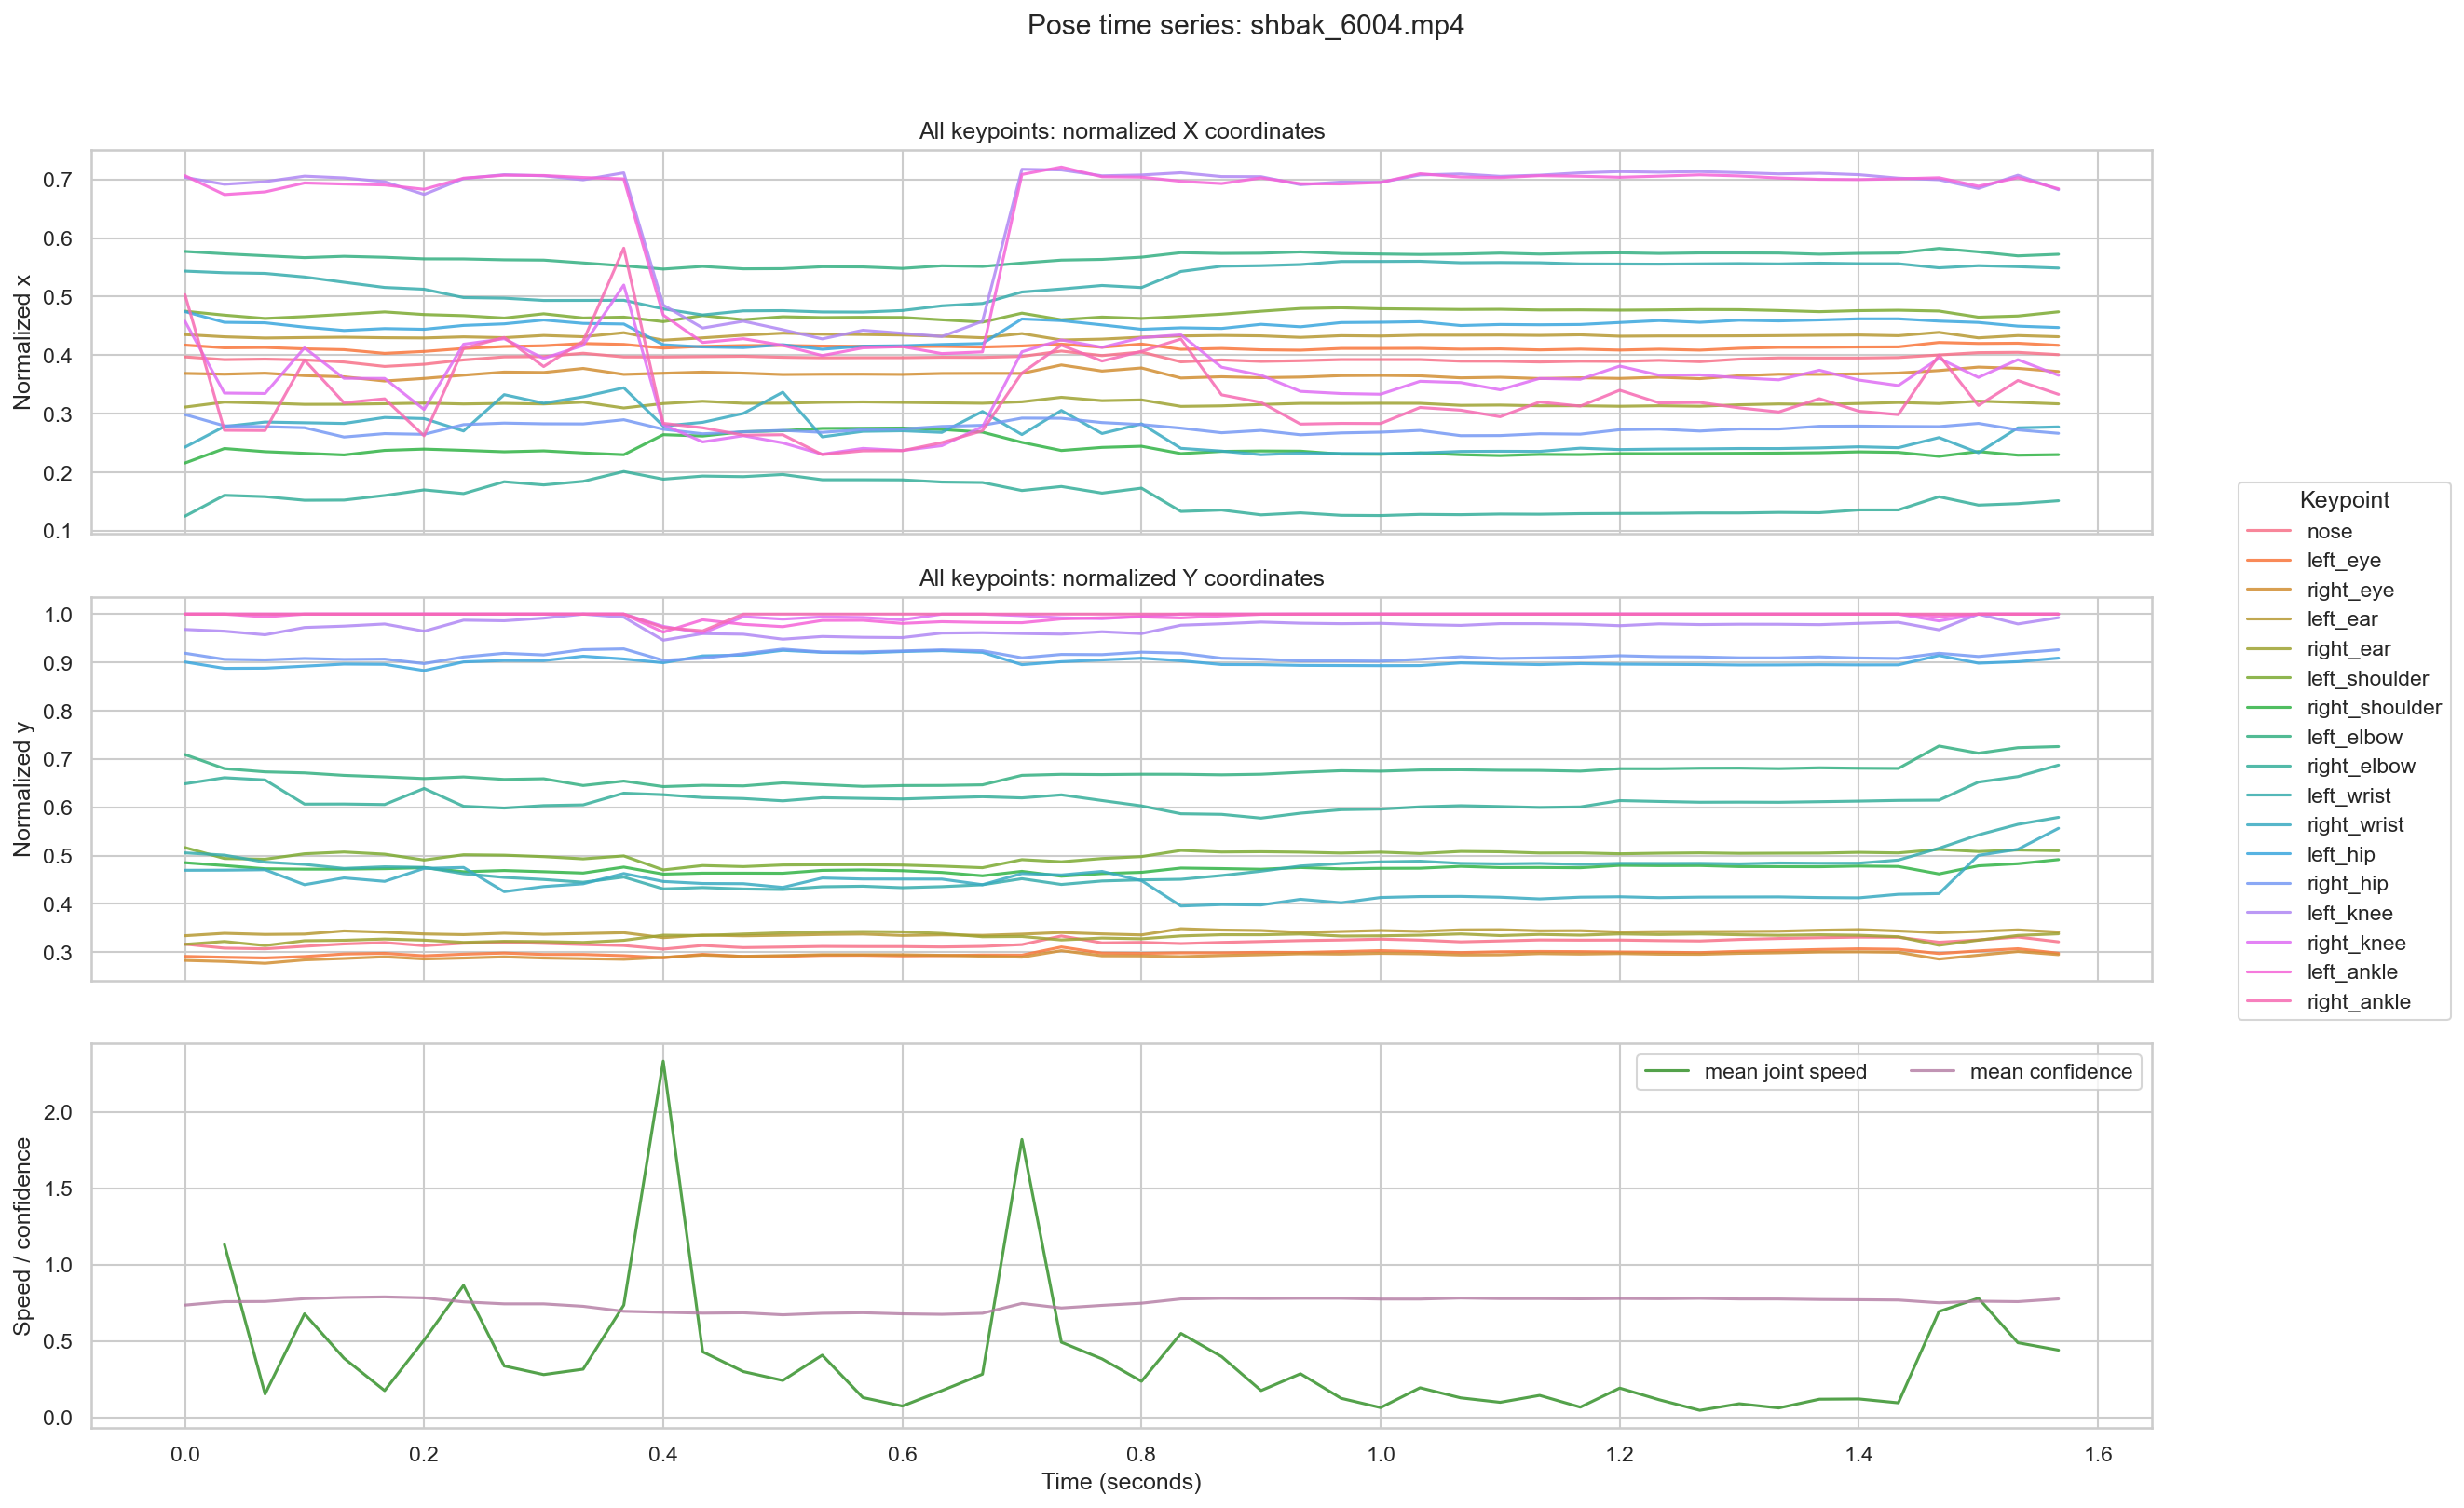 Pose time series: shbak_6004.mp4
All keypoints: normalized X coordinates
Normalized x
0.7
0.6
0.5
0.4
0.3
0.2
0.1
All keypoints: normalized Y coordinates
Normalized y
1.0
0.9
0.8
0.7
0.6
0.5
0.4
0.3
Keypoint
nose
left_eye
right_eye
left_ear
right_ear
left_shoulder
right_shoulder
left_elbow
right_elbow
left_wrist
right_wrist
left_hip
right_hip
left_knee
right_knee
left_ankle
right_ankle
mean joint speed mean confidence
Speed / confidence
2.0
1.5
1.0
0.5
0.0
0.0 0.2 0.4 0.6 0.8 1.0 1.2 1.4 1.6
Time (seconds)